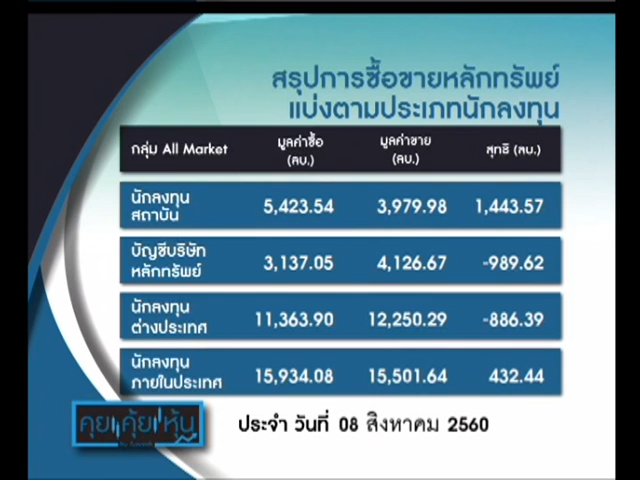 สรุปการซื้อขายหลักทรัพย์
แบ่งตามประเภทนักลงทุน
กลุ่ม All Market มูลค่าซื้อ (ลบ.) มูลค่าขาย (ลบ.) สุทธิ (ลบ.)
นักลงทุน
สถาบัน 5,423.54 3,979.98 1,443.57
บัญชีบริษัท
หลักทรัพย์ 3,137.05 4,126.67 -989.62
นักลงทุน
ต่างประเทศ 11,363.90 12,250.29 -886.39
นักลงทุน
ภายในประเทศ 15,934.08 15,501.64 432.44
คุย คุ้ย หุ้น
ประจำ วันที่ 08 สิงหาคม 2560